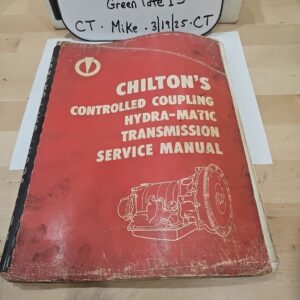 Green Tote 15
CT · Mike · 3/19/25 · CT
CHILTON'S
CONTROLLED COUPLING
HYDRA-MATIC
TRANSMISSION
SERVICE MANUAL